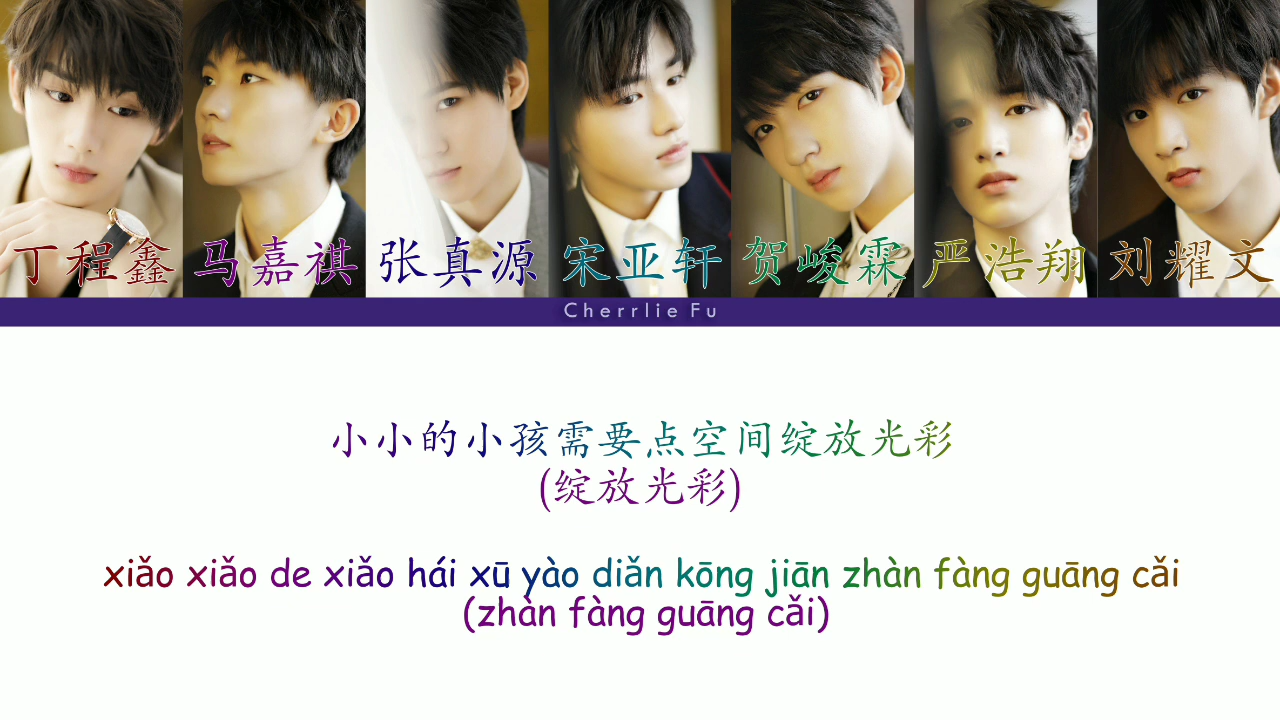 丁程鑫 马嘉祺 张真源 宋亚轩 贺峻霖 严浩翔 刘耀文
Cherrlie Fu
小小的小孩需要点空间绽放光彩
(绽放光彩)
xiǎo xiǎo de xiǎo hái xū yào diǎn kōng jiān zhàn fàng guāng cǎi
(zhàn fàng guāng cǎi)